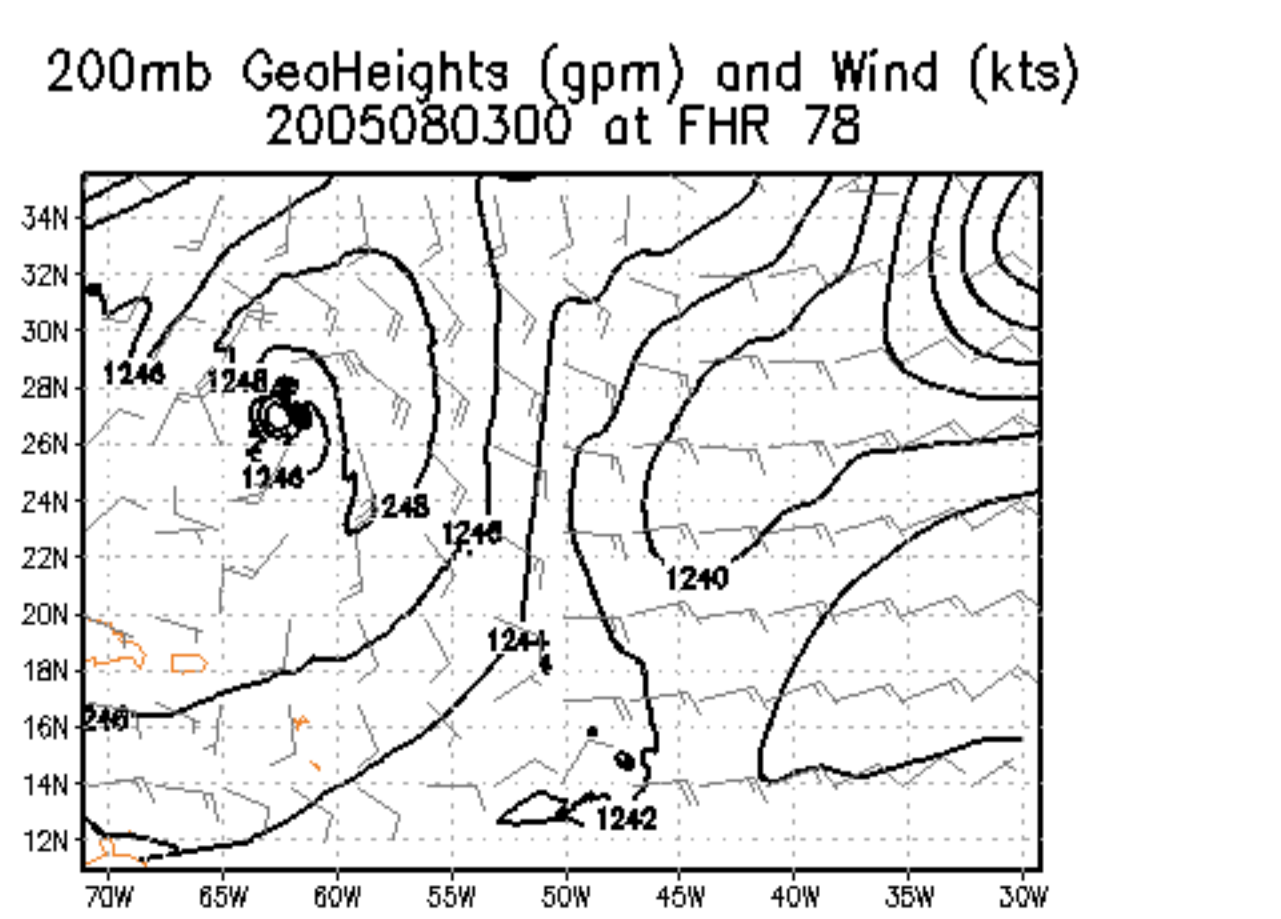 200mb GeoHeights (gpm) and Wind (kts)
2005080300 at FHR 78
34N
32N
30N
1246
28N
1248
26N
1246
24N
248
1246
22N
1240
20N
1244
18N
246
16N
14N
1242
12N
70W 65W 60W 55W 50W 45W 40W 35W 30W